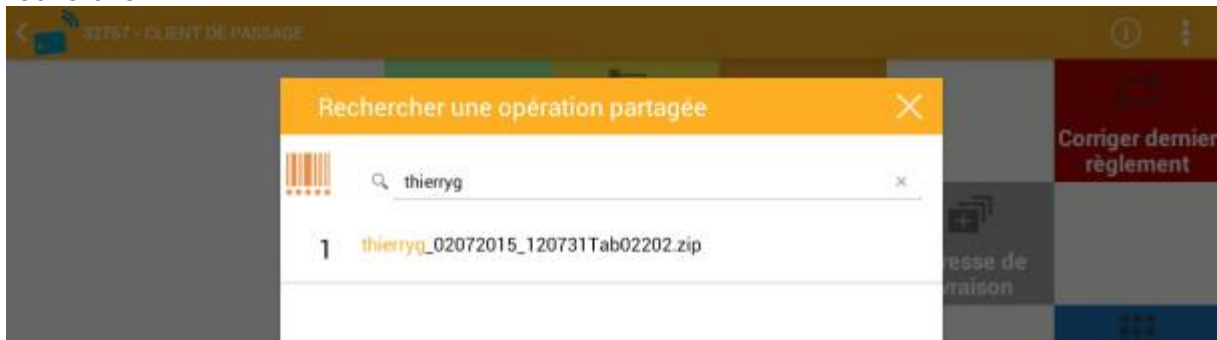 32767 - CLIENT DE PASSAGE
Rechercher une opération partagée
Corriger dernier
règlement
thierryg
1 thierryg_02072015_120731Tab02202.zip
resse de
vraison